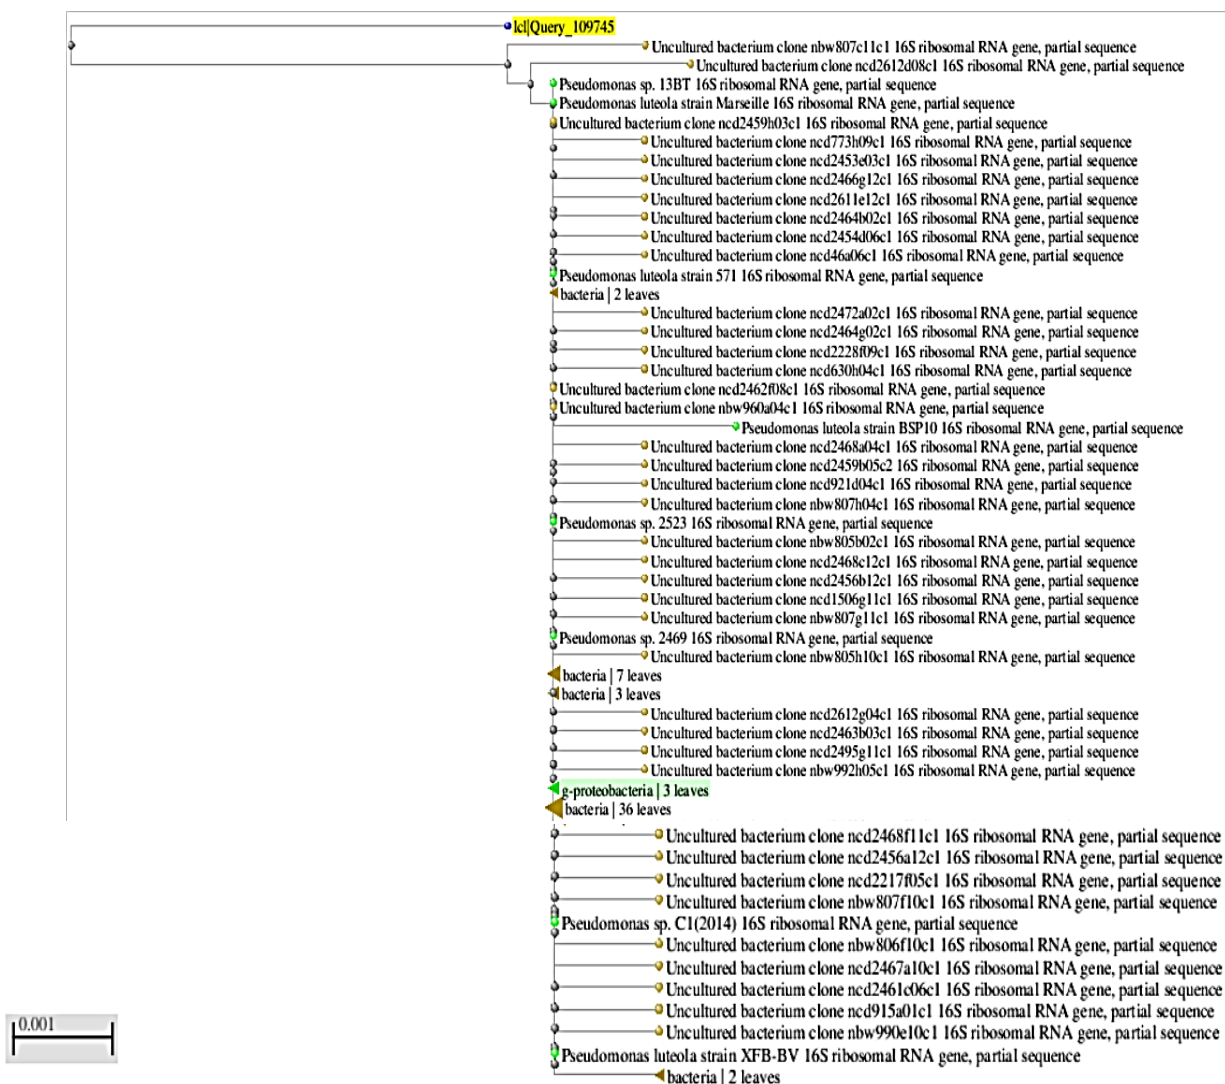 lcl|Query_109745
Uncultured bacterium clone nbw807c11c1 16S ribosomal RNA gene, partial sequence
Uncultured bacterium clone ncd2612d08c1 16S ribosomal RNA gene, partial sequence
Pseudomonas sp. 13BT 16S ribosomal RNA gene, partial sequence
Pseudomonas luteola strain Marseille 16S ribosomal RNA gene, partial sequence
Uncultured bacterium clone ncd2459h03c1 16S ribosomal RNA gene, partial sequence
Uncultured bacterium clone ncd773h09c1 16S ribosomal RNA gene, partial sequence
Uncultured bacterium clone ncd2453e03c1 16S ribosomal RNA gene, partial sequence
Uncultured bacterium clone ncd2466g12c1 16S ribosomal RNA gene, partial sequence
Uncultured bacterium clone ncd2611e12c1 16S ribosomal RNA gene, partial sequence
Uncultured bacterium clone ncd2464b02c1 16S ribosomal RNA gene, partial sequence
Uncultured bacterium clone ncd2454d06c1 16S ribosomal RNA gene, partial sequence
Uncultured bacterium clone ncd46a06c1 16S ribosomal RNA gene, partial sequence
Pseudomonas luteola strain 571 16S ribosomal RNA gene, partial sequence
bacteria | 2 leaves
Uncultured bacterium clone ncd2472a02c1 16S ribosomal RNA gene, partial sequence
Uncultured bacterium clone ncd2464g02c1 16S ribosomal RNA gene, partial sequence
Uncultured bacterium clone ncd2228f09c1 16S ribosomal RNA gene, partial sequence
Uncultured bacterium clone ncd630h04c1 16S ribosomal RNA gene, partial sequence
Uncultured bacterium clone ncd2462f08c1 16S ribosomal RNA gene, partial sequence
Uncultured bacterium clone nbw960a04c1 16S ribosomal RNA gene, partial sequence
Pseudomonas luteola strain BSP10 16S ribosomal RNA gene, partial sequence
Uncultured bacterium clone ncd2468a04c1 16S ribosomal RNA gene, partial sequence
Uncultured bacterium clone ncd2459b05c2 16S ribosomal RNA gene, partial sequence
Uncultured bacterium clone ncd921d04c1 16S ribosomal RNA gene, partial sequence
Uncultured bacterium clone nbw807h04c1 16S ribosomal RNA gene, partial sequence
Pseudomonas sp. 2523 16S ribosomal RNA gene, partial sequence
Uncultured bacterium clone nbw805b02c1 16S ribosomal RNA gene, partial sequence
Uncultured bacterium clone ncd2468c12c1 16S ribosomal RNA gene, partial sequence
Uncultured bacterium clone ncd2456b12c1 16S ribosomal RNA gene, partial sequence
Uncultured bacterium clone ncd1506g11c1 16S ribosomal RNA gene, partial sequence
Uncultured bacterium clone nbw807g11c1 16S ribosomal RNA gene, partial sequence
Pseudomonas sp. 2469 16S ribosomal RNA gene, partial sequence
Uncultured bacterium clone nbw805h10c1 16S ribosomal RNA gene, partial sequence
bacteria | 7 leaves
bacteria | 3 leaves
Uncultured bacterium clone ncd2612g04c1 16S ribosomal RNA gene, partial sequence
Uncultured bacterium clone ncd2463b03c1 16S ribosomal RNA gene, partial sequence
Uncultured bacterium clone ncd2495g11c1 16S ribosomal RNA gene, partial sequence
Uncultured bacterium clone nbw992h05c1 16S ribosomal RNA gene, partial sequence
g-proteobacteria | 3 leaves
bacteria | 36 leaves
Uncultured bacterium clone ncd2468f11c1 16S ribosomal RNA gene, partial sequence
Uncultured bacterium clone ncd2456a12c1 16S ribosomal RNA gene, partial sequence
Uncultured bacterium clone ncd2217f05c1 16S ribosomal RNA gene, partial sequence
Uncultured bacterium clone nbw807f10c1 16S ribosomal RNA gene, partial sequence
Pseudomonas sp. C1(2014) 16S ribosomal RNA gene, partial sequence
Uncultured bacterium clone nbw806f10c1 16S ribosomal RNA gene, partial sequence
Uncultured bacterium clone ncd2467a10c1 16S ribosomal RNA gene, partial sequence
Uncultured bacterium clone ncd2461c06c1 16S ribosomal RNA gene, partial sequence
Uncultured bacterium clone ncd915a01c1 16S ribosomal RNA gene, partial sequence
Uncultured bacterium clone nbw990e10c1 16S ribosomal RNA gene, partial sequence
Pseudomonas luteola strain XFB-BV 16S ribosomal RNA gene, partial sequence
bacteria | 2 leaves
0.001